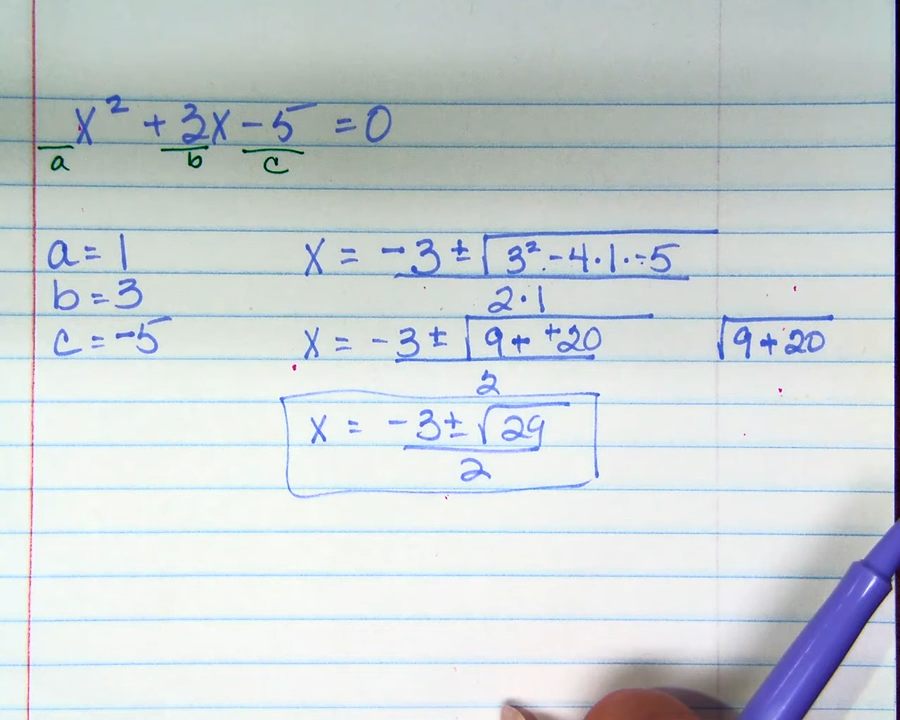 x² + 3x - 5 = 0
a b c
a = 1
b = 3
c = -5
x = -3 ± √3² - 4 · 1 · -5
2 · 1
x = -3 ± √9 + +20
2
√9 + 20
x = -3 ± √29
2